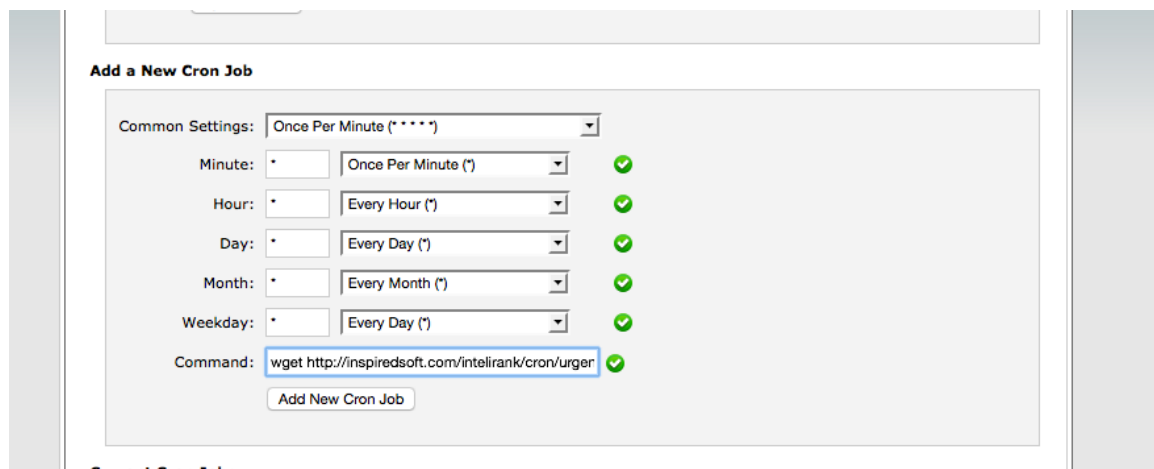 Add a New Cron Job
Common Settings: Once Per Minute (* * * * *)
Minute: * Once Per Minute (*)
Hour: * Every Hour (*)
Day: * Every Day (*)
Month: * Every Month (*)
Weekday: * Every Day (*)
Command: wget http://inspiredsoft.com/intelirank/cron/urger
Add New Cron Job